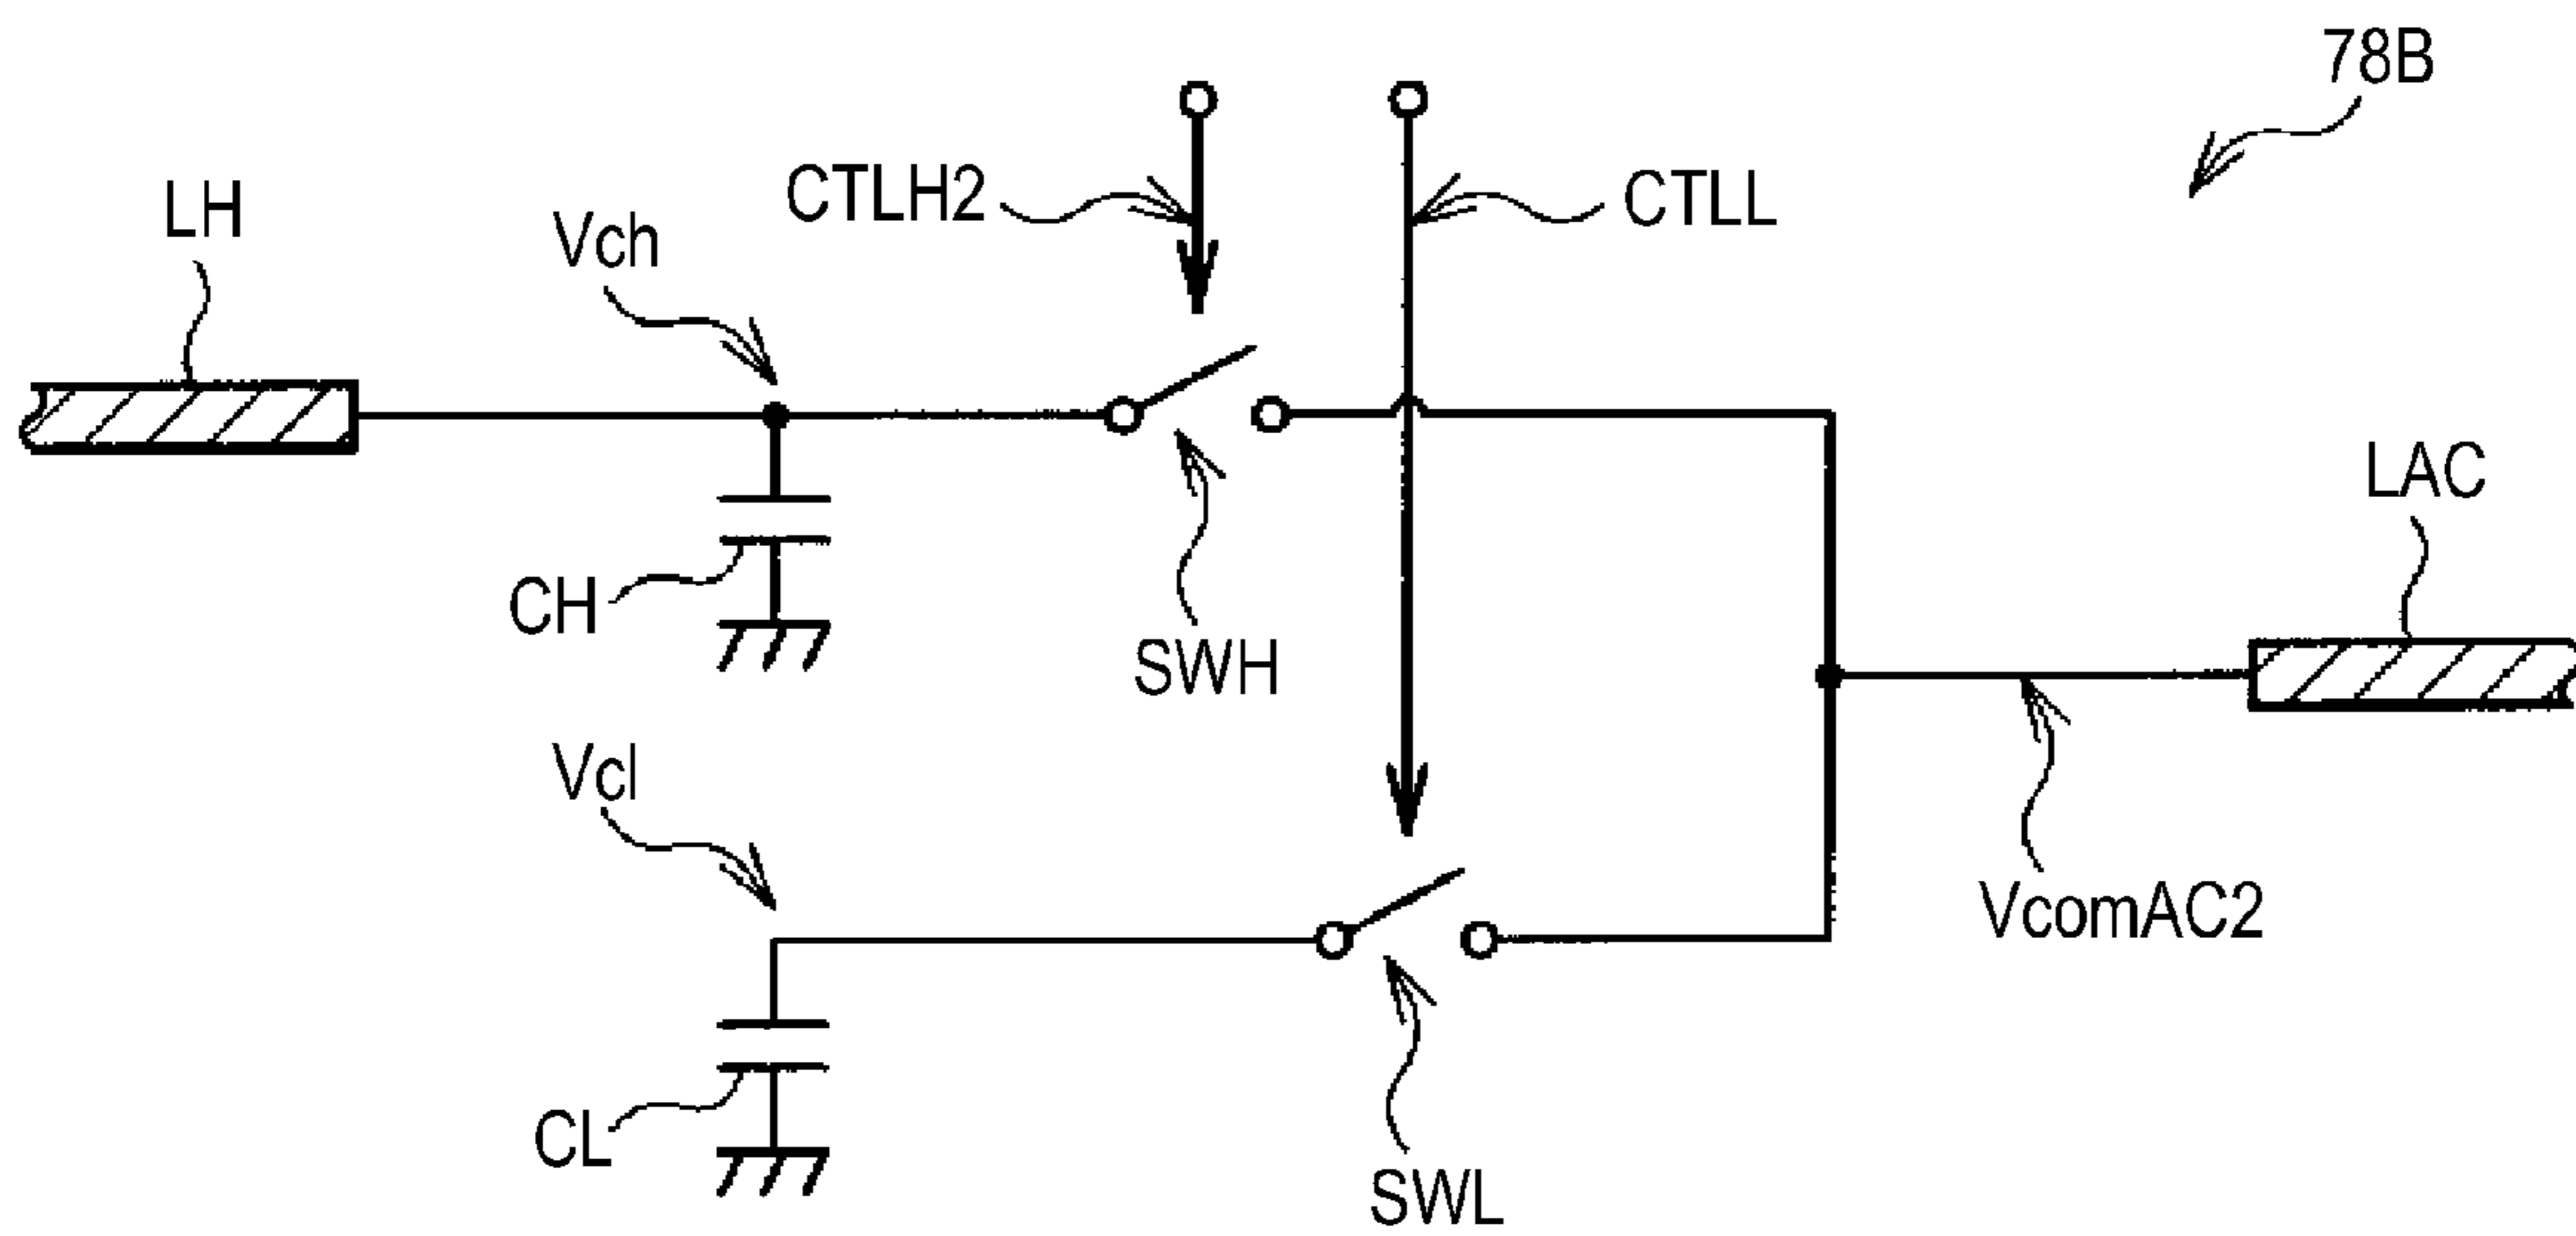 78B
CTLH2
CTLL
LH
Vch
LAC
CH
SWH
Vcl
VcomAC2
CL
SWL